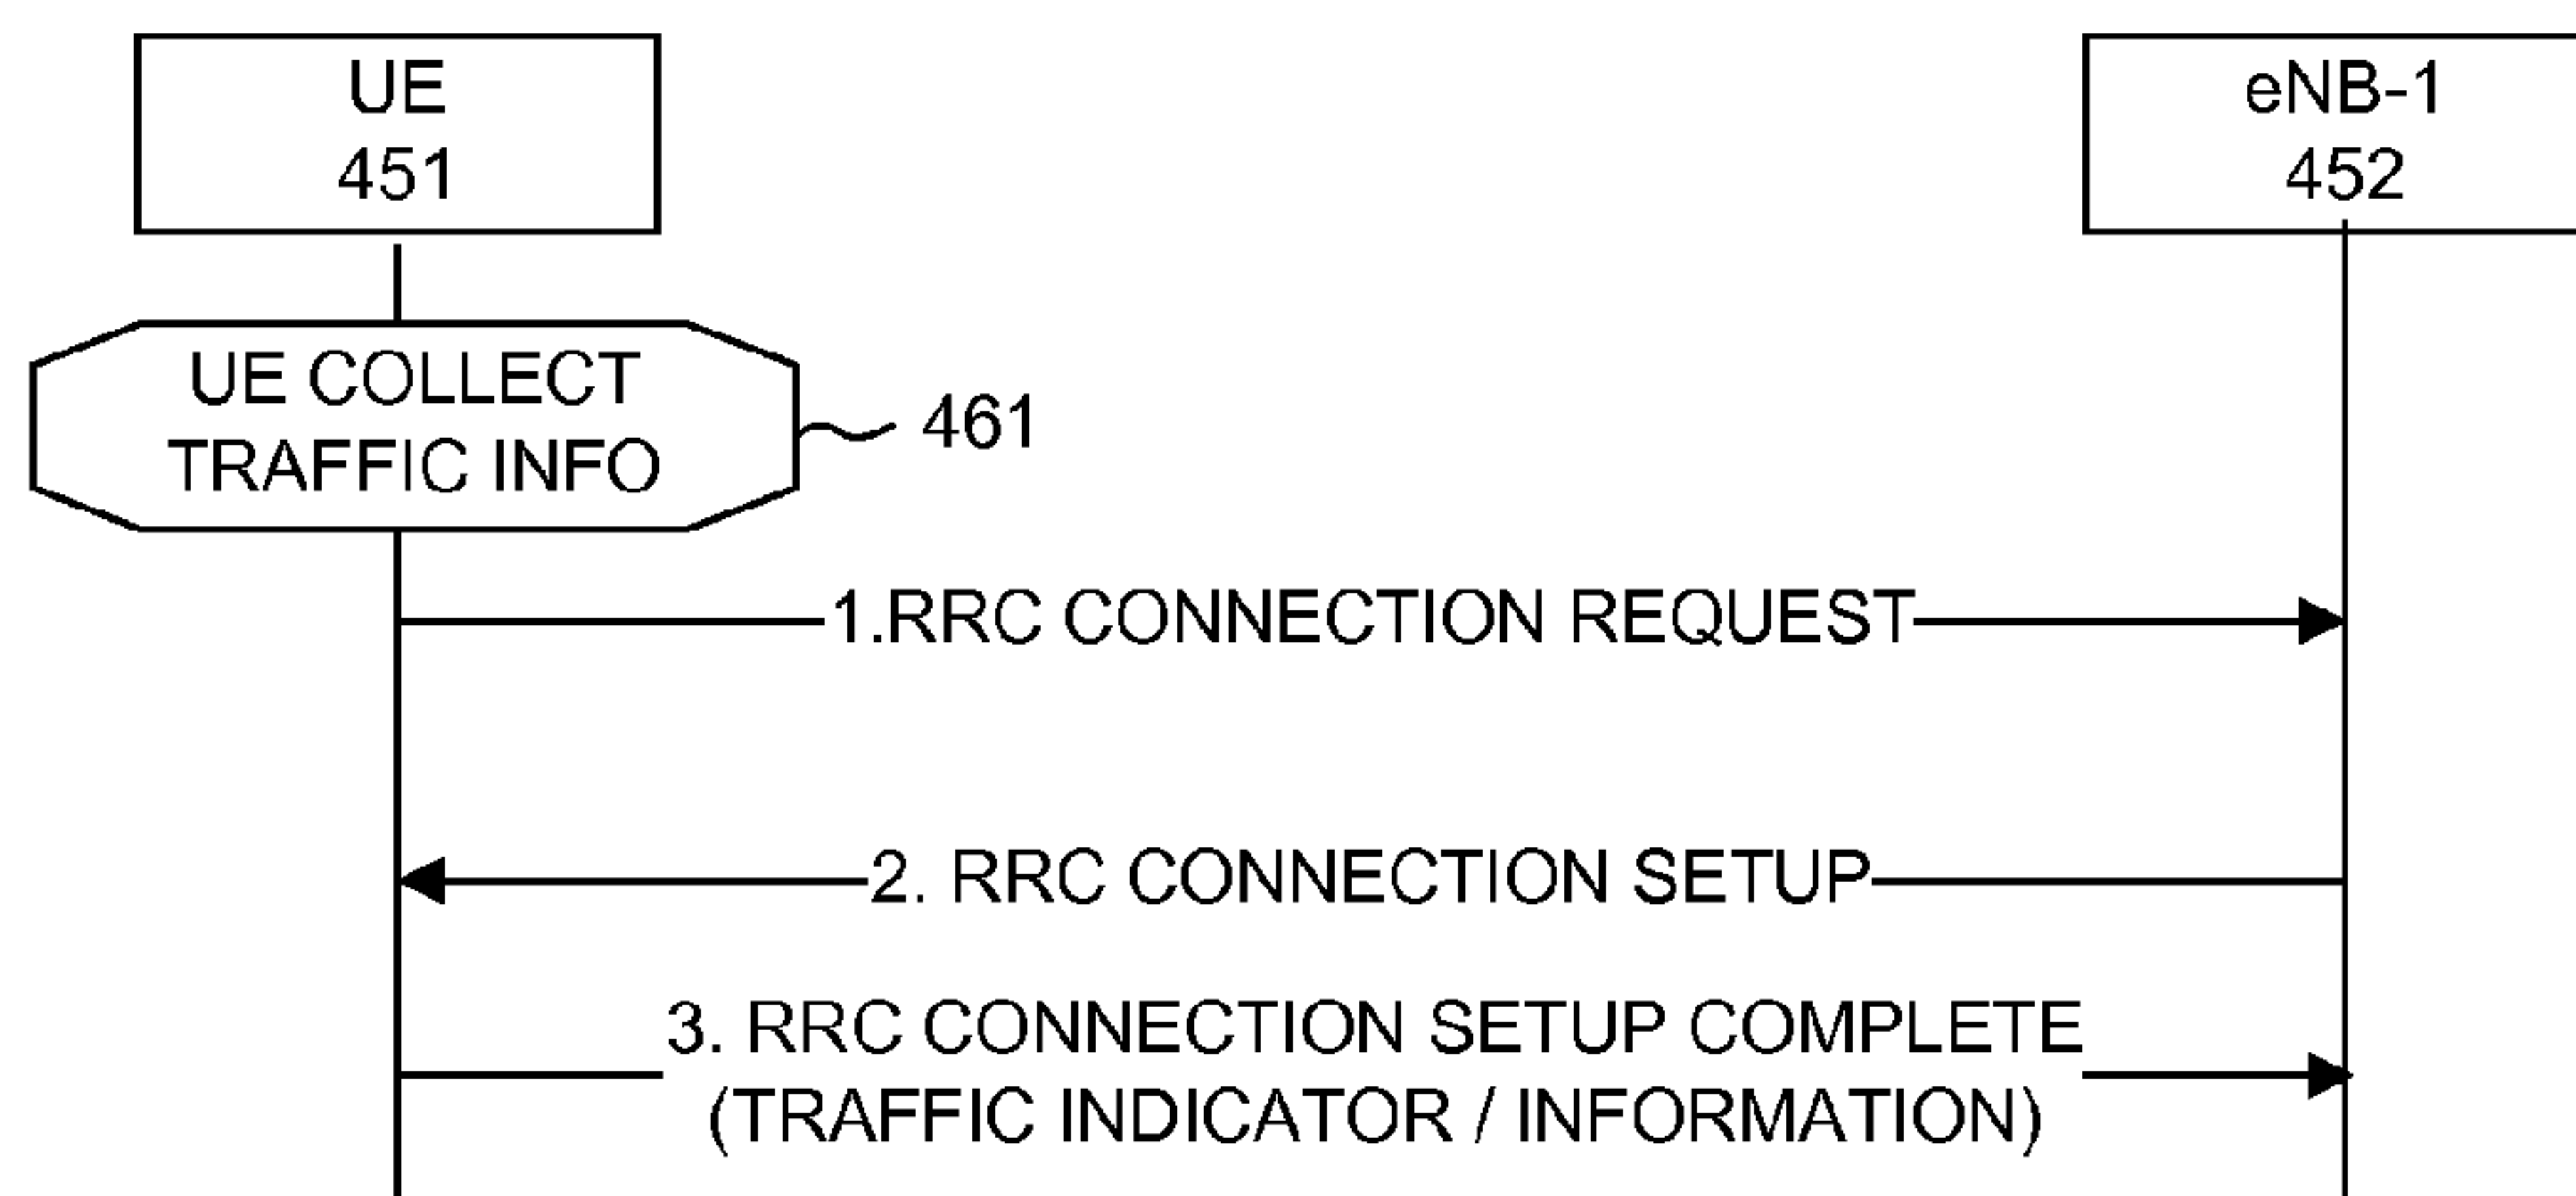 UE
451
eNB-1
452
UE COLLECT
TRAFFIC INFO
461
1.RRC CONNECTION REQUEST
2. RRC CONNECTION SETUP
3. RRC CONNECTION SETUP COMPLETE
(TRAFFIC INDICATOR / INFORMATION)